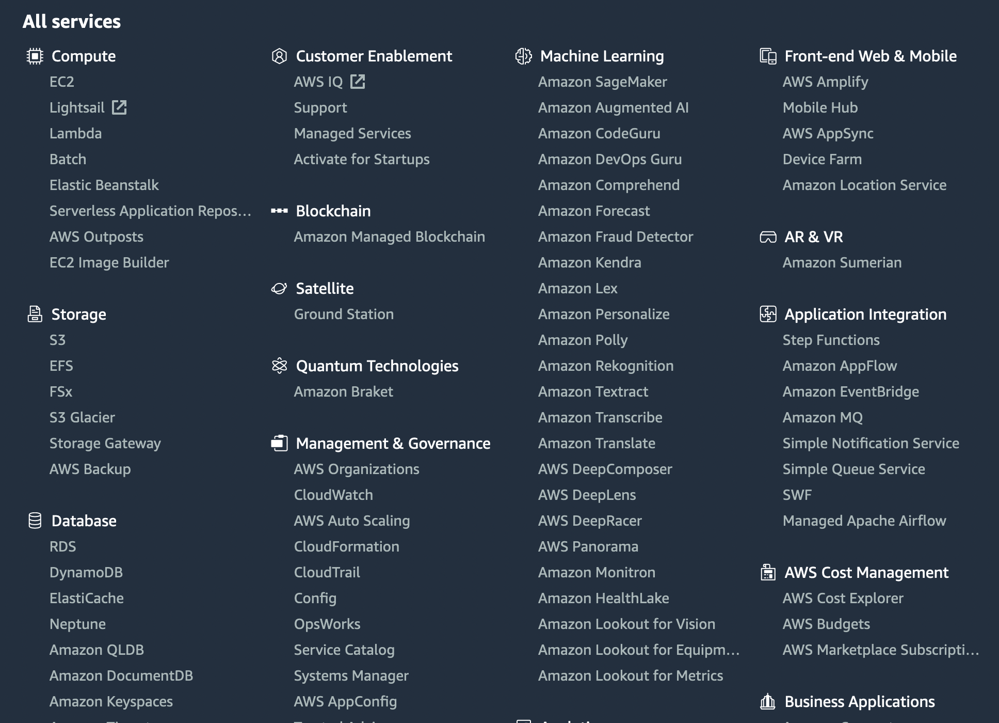 All services
Compute
EC2
Lightsail
Lambda
Batch
Elastic Beanstalk
Serverless Application Repos...
AWS Outposts
EC2 Image Builder
Storage
S3
EFS
FSx
S3 Glacier
Storage Gateway
AWS Backup
Database
RDS
DynamoDB
ElastiCache
Neptune
Amazon QLDB
Amazon DocumentDB
Amazon Keyspaces
Customer Enablement
AWS IQ
Support
Managed Services
Activate for Startups
Blockchain
Amazon Managed Blockchain
Satellite
Ground Station
Quantum Technologies
Amazon Braket
Management & Governance
AWS Organizations
CloudWatch
AWS Auto Scaling
CloudFormation
CloudTrail
Config
OpsWorks
Service Catalog
Systems Manager
AWS AppConfig
Machine Learning
Amazon SageMaker
Amazon Augmented AI
Amazon CodeGuru
Amazon DevOps Guru
Amazon Comprehend
Amazon Forecast
Amazon Fraud Detector
Amazon Kendra
Amazon Lex
Amazon Personalize
Amazon Polly
Amazon Rekognition
Amazon Textract
Amazon Transcribe
Amazon Translate
AWS DeepComposer
AWS DeepLens
AWS DeepRacer
AWS Panorama
Amazon Monitron
Amazon HealthLake
Amazon Lookout for Vision
Amazon Lookout for Equipm...
Amazon Lookout for Metrics
Front-end Web & Mobile
AWS Amplify
Mobile Hub
AWS AppSync
Device Farm
Amazon Location Service
AR & VR
Amazon Sumerian
Application Integration
Step Functions
Amazon AppFlow
Amazon EventBridge
Amazon MQ
Simple Notification Service
Simple Queue Service
SWF
Managed Apache Airflow
AWS Cost Management
AWS Cost Explorer
AWS Budgets
AWS Marketplace Subscripti...
Business Applications